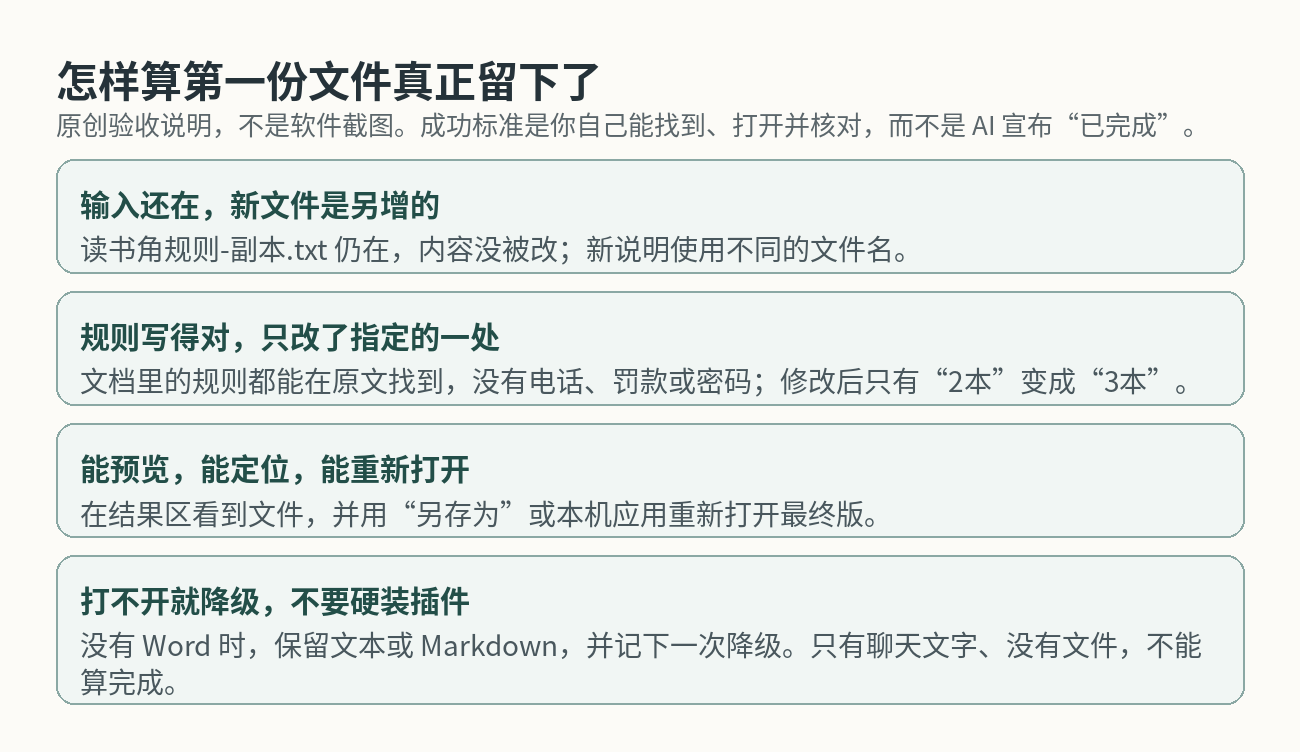 怎样算第一份文件真正留下了
原创验收说明，不是软件截图。成功标准是你自己能找到、打开并核对，而不是 AI 宣布“已完成”。
输入还在，新文件是另增的
读书角规则-副本.txt 仍在，内容没被改；新说明使用不同的文件名。
规则写得对，只改了指定的一处
文档里的规则都能在原文找到，没有电话、罚款或密码；修改后只有“2本”变成“3本”。
能预览，能定位，能重新打开
在结果区看到文件，并用“另存为”或本机应用重新打开最终版。
打不开就降级，不要硬装插件
没有 Word 时，保留文本或 Markdown，并记下一次降级。只有聊天文字、没有文件，不能
算完成。